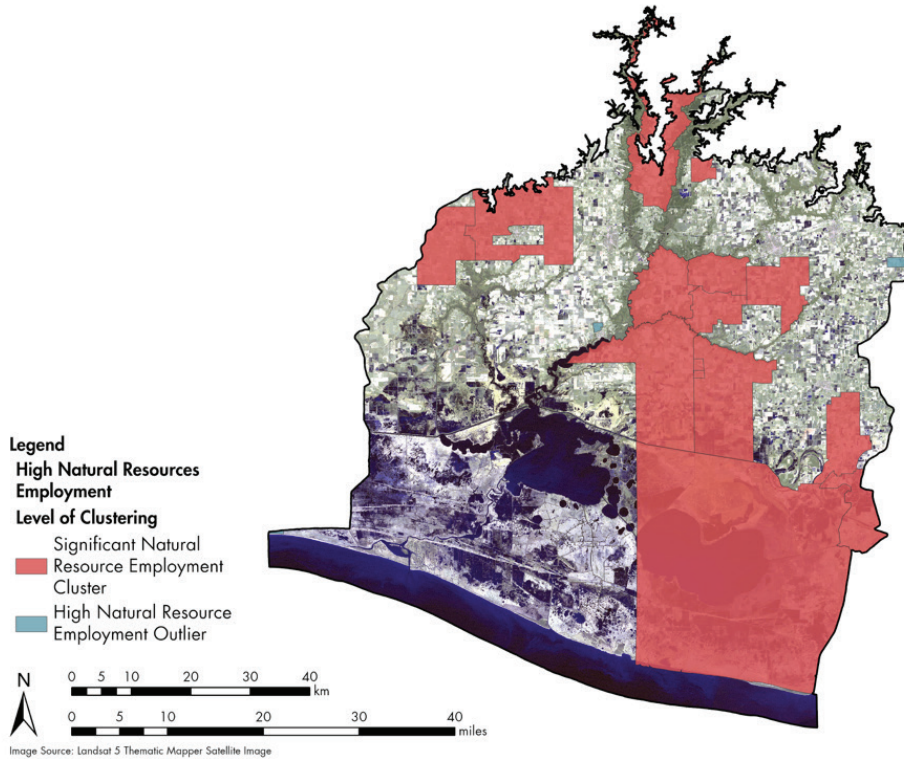 Legend
High Natural Resources
Employment
Level of Clustering
Significant Natural
Resource Employment
Cluster
High Natural Resource
Employment Outlier
N
0 5 10 20 30 40
km
0 5 10 20 30 40
miles
Image Source: Landsat 5 Thematic Mapper Satellite Image